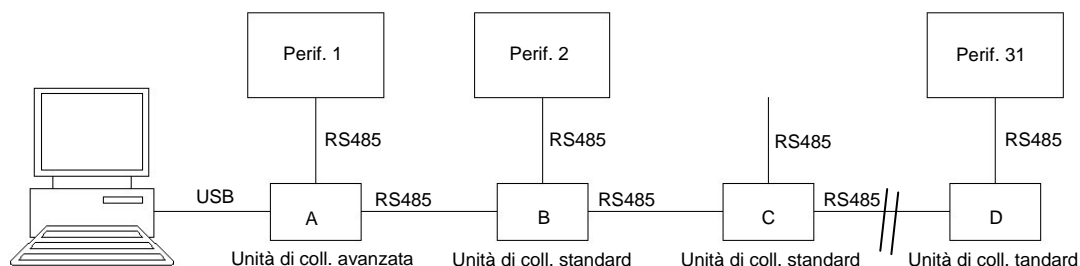 Perif. 1
Perif. 2
Perif. 31
RS485
RS485
RS485
RS485
USB
RS485
RS485
RS485
A
B
C
D
Unità di coll. avanzata
Unità di coll. standard
Unità di coll. standard
Unità di coll. tandard